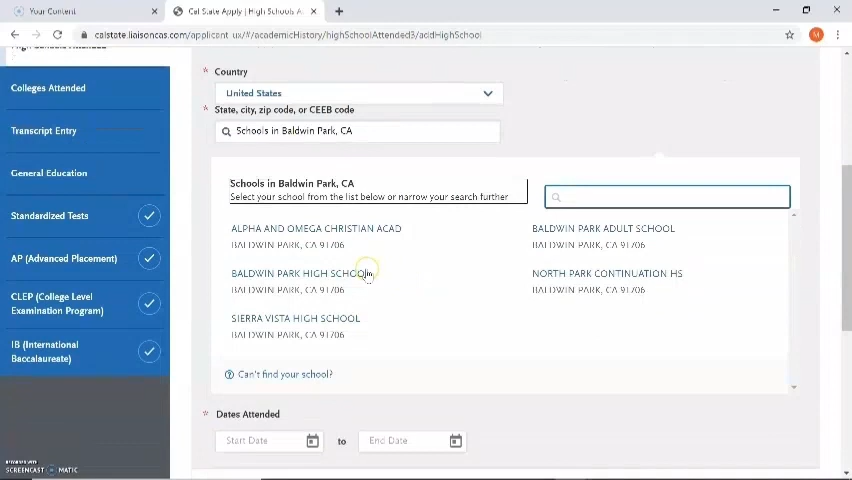 Your Content
Cal State Apply | High Schools A
calstate.liaisoncas.com/applicant-ux/#/academicHistory/highSchoolAttended3/addHighSchool
M
High Schools Attended
Colleges Attended
Transcript Entry
General Education
Standardized Tests
AP (Advanced Placement)
CLEP (College Level
Examination Program)
IB (International
Baccalaureate)
* Country
United States
* State, city, zip code, or CEEB code
Schools in Baldwin Park, CA
Schools in Baldwin Park, CA
Select your school from the list below or narrow your search further
ALPHA AND OMEGA CHRISTIAN ACAD
BALDWIN PARK, CA 91706
BALDWIN PARK ADULT SCHOOL
BALDWIN PARK, CA 91706
BALDWIN PARK HIGH SCHOOL
BALDWIN PARK, CA 91706
NORTH PARK CONTINUATION HS
BALDWIN PARK, CA 91706
SIERRA VISTA HIGH SCHOOL
BALDWIN PARK, CA 91706
Can't find your school?
* Dates Attended
Start Date
to
End Date
RECORDED WITH
SCREENCAST MATIC